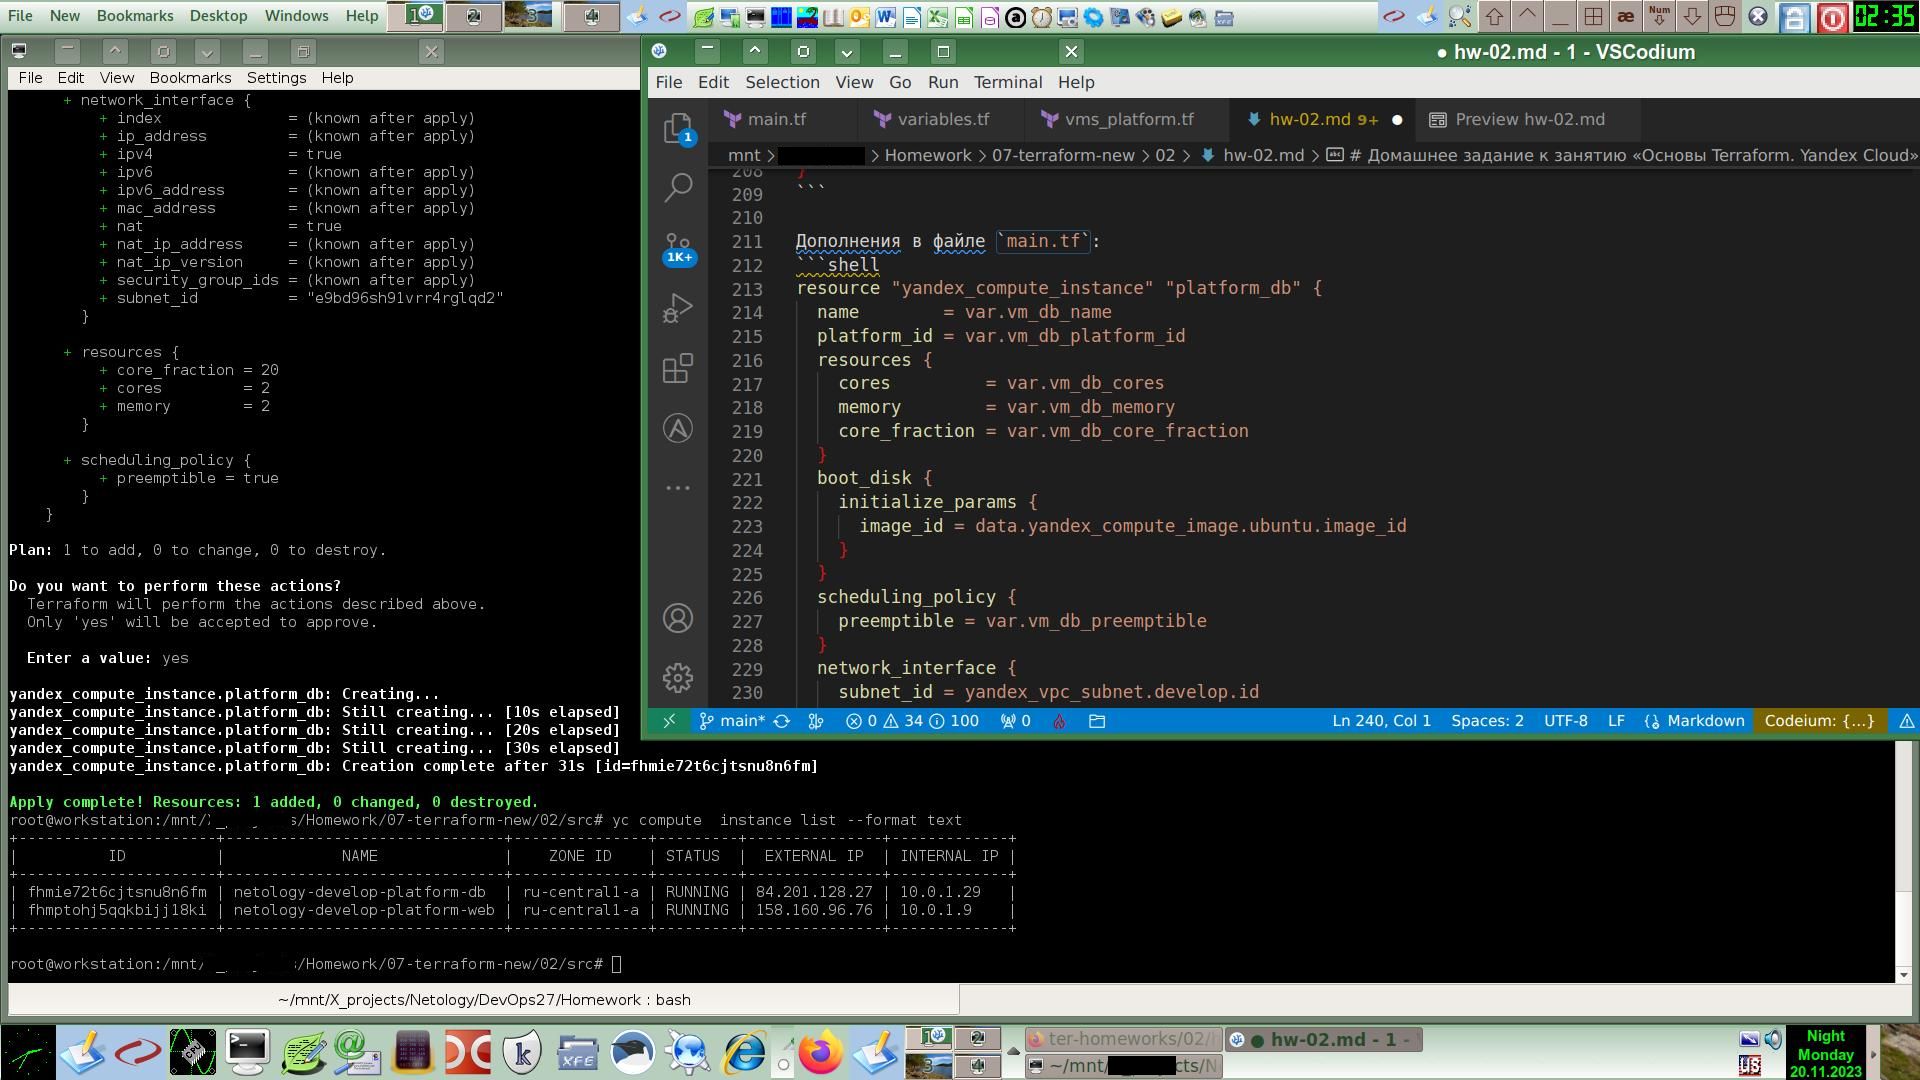 File New Bookmarks Desktop Windows Help 1 2 3 4 æ Num 02:35
File Edit View Bookmarks Settings Help
+ network_interface {
+ index = (known after apply)
+ ip_address = (known after apply)
+ ipv4 = true
+ ipv6 = (known after apply)
+ ipv6_address = (known after apply)
+ mac_address = (known after apply)
+ nat = true
+ nat_ip_address = (known after apply)
+ nat_ip_version = (known after apply)
+ security_group_ids = (known after apply)
+ subnet_id = "e9bd96sh91vrr4rglqd2"
}
+ resources {
+ core_fraction = 20
+ cores = 2
+ memory = 2
}
+ scheduling_policy {
+ preemptible = true
}
}
Plan: 1 to add, 0 to change, 0 to destroy.
Do you want to perform these actions?
Terraform will perform the actions described above.
Only 'yes' will be accepted to approve.
Enter a value: yes
yandex_compute_instance.platform_db: Creating...
yandex_compute_instance.platform_db: Still creating... [10s elapsed]
yandex_compute_instance.platform_db: Still creating... [20s elapsed]
yandex_compute_instance.platform_db: Still creating... [30s elapsed]
yandex_compute_instance.platform_db: Creation complete after 31s [id=fhmie72t6cjtsnu8n6fm]
Apply complete! Resources: 1 added, 0 changed, 0 destroyed.
root@workstation:/mnt/ s/Homework/07-terraform-new/02/src# yc compute  instance list --format text
+----------------------+-------------------------------+---------------+---------+---------------+-------------+
| ID | NAME | ZONE ID | STATUS | EXTERNAL IP | INTERNAL IP |
+----------------------+-------------------------------+---------------+---------+---------------+-------------+
| fhmie72t6cjtsnu8n6fm | netology-develop-platform-db | ru-central1-a | RUNNING | 84.201.128.27 | 10.0.1.29 |
| fhmptohj5qqkbijj18ki | netology-develop-platform-web | ru-central1-a | RUNNING | 158.160.96.76 | 10.0.1.9 |
+----------------------+-------------------------------+---------------+---------+---------------+-------------+
root@workstation:/mnt/ s/Homework/07-terraform-new/02/src#
~/mnt/X_projects/Netology/DevOps27/Homework : bash
● hw-02.md - 1 - VSCodium
File Edit Selection View Go Run Terminal Help
main.tf variables.tf vms_platform.tf hw-02.md 9+ ● Preview hw-02.md
mnt > > Homework > 07-terraform-new > 02 > hw-02.md > # Домашнее задание к занятию «Основы Terraform. Yandex Cloud»
1
1K+
208 }
209 ```
210
211 Дополнения в файле `main.tf`:
212 ```shell
213 resource "yandex_compute_instance" "platform_db" {
214 name = var.vm_db_name
215 platform_id = var.vm_db_platform_id
216 resources {
217 cores = var.vm_db_cores
218 memory = var.vm_db_memory
219 core_fraction = var.vm_db_core_fraction
220 }
221 boot_disk {
222 initialize_params {
223 image_id = data.yandex_compute_image.ubuntu.image_id
224 }
225 }
226 scheduling_policy {
227 preemptible = var.vm_db_preemptible
228 }
229 network_interface {
230 subnet_id = yandex_vpc_subnet.develop.id
main* 0 34 100 0 Ln 240, Col 1 Spaces: 2 UTF-8 LF Markdown Codeium: {...}
CPU XFE 1 2 3 4
ter-homeworks/02/
● hw-02.md - 1 -
~/mnt/ cts/N
US
Night
Monday
20.11.2023